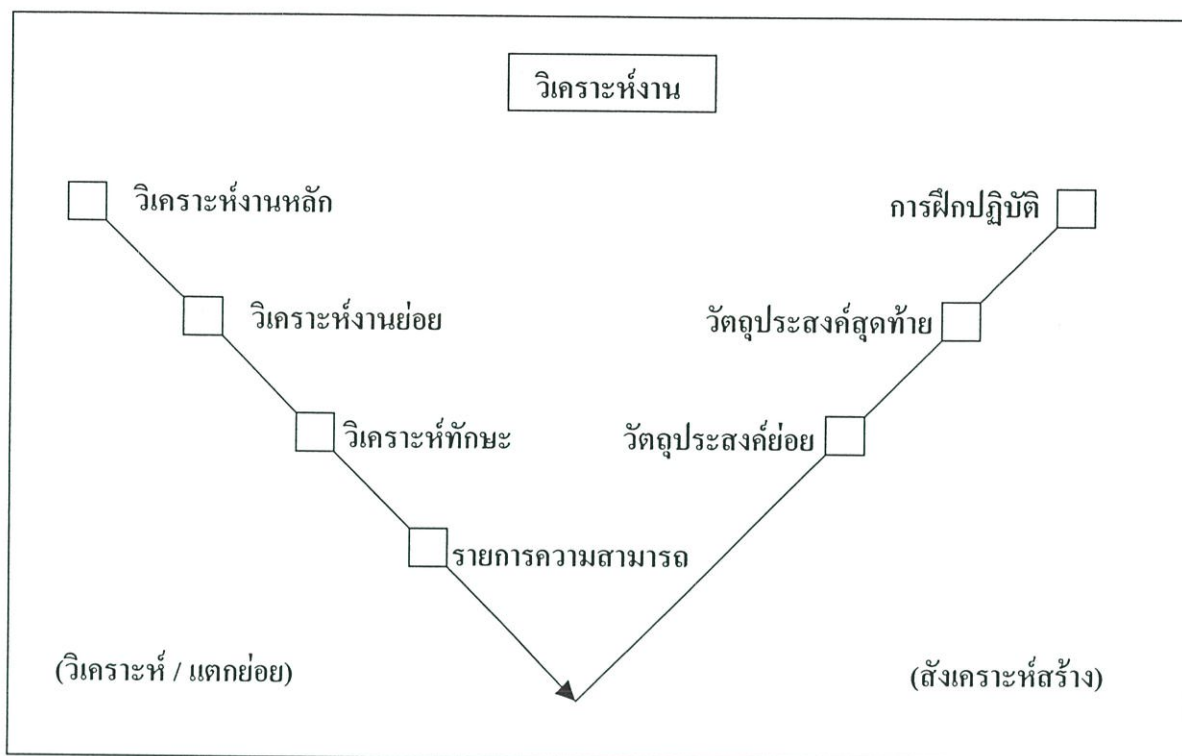 วิเคราะห์งาน
วิเคราะห์งานหลัก
การฝึกปฏิบัติ
วิเคราะห์งานย่อย
วัตถุประสงค์สุดท้าย
วิเคราะห์ทักษะ
วัตถุประสงค์ย่อย
รายการความสามารถ
(วิเคราะห์ / แตกย่อย)
(สังเคราะห์สร้าง)